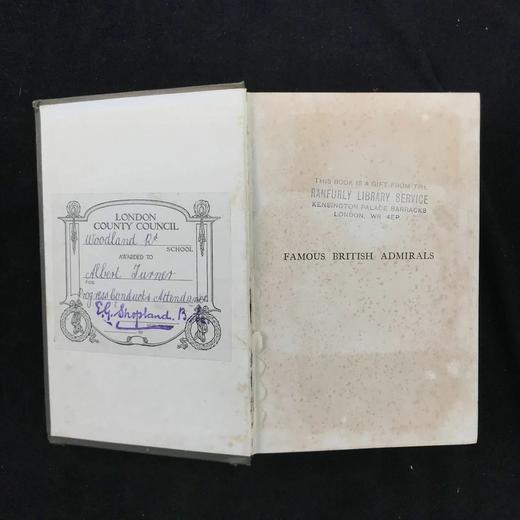 LONDON
COUNTY COUNCIL
Woodland Rd
SCHOOL
AWARDED TO
Albert Turner
FOR
Progress Conduct & Attendance
E.G. Shopland. B
THIS BOOK IS A GIFT FROM THE
RANFURLY LIBRARY SERVICE
KENSINGTON PALACE BARRACKS
LONDON, W8 4EP
FAMOUS BRITISH ADMIRALS